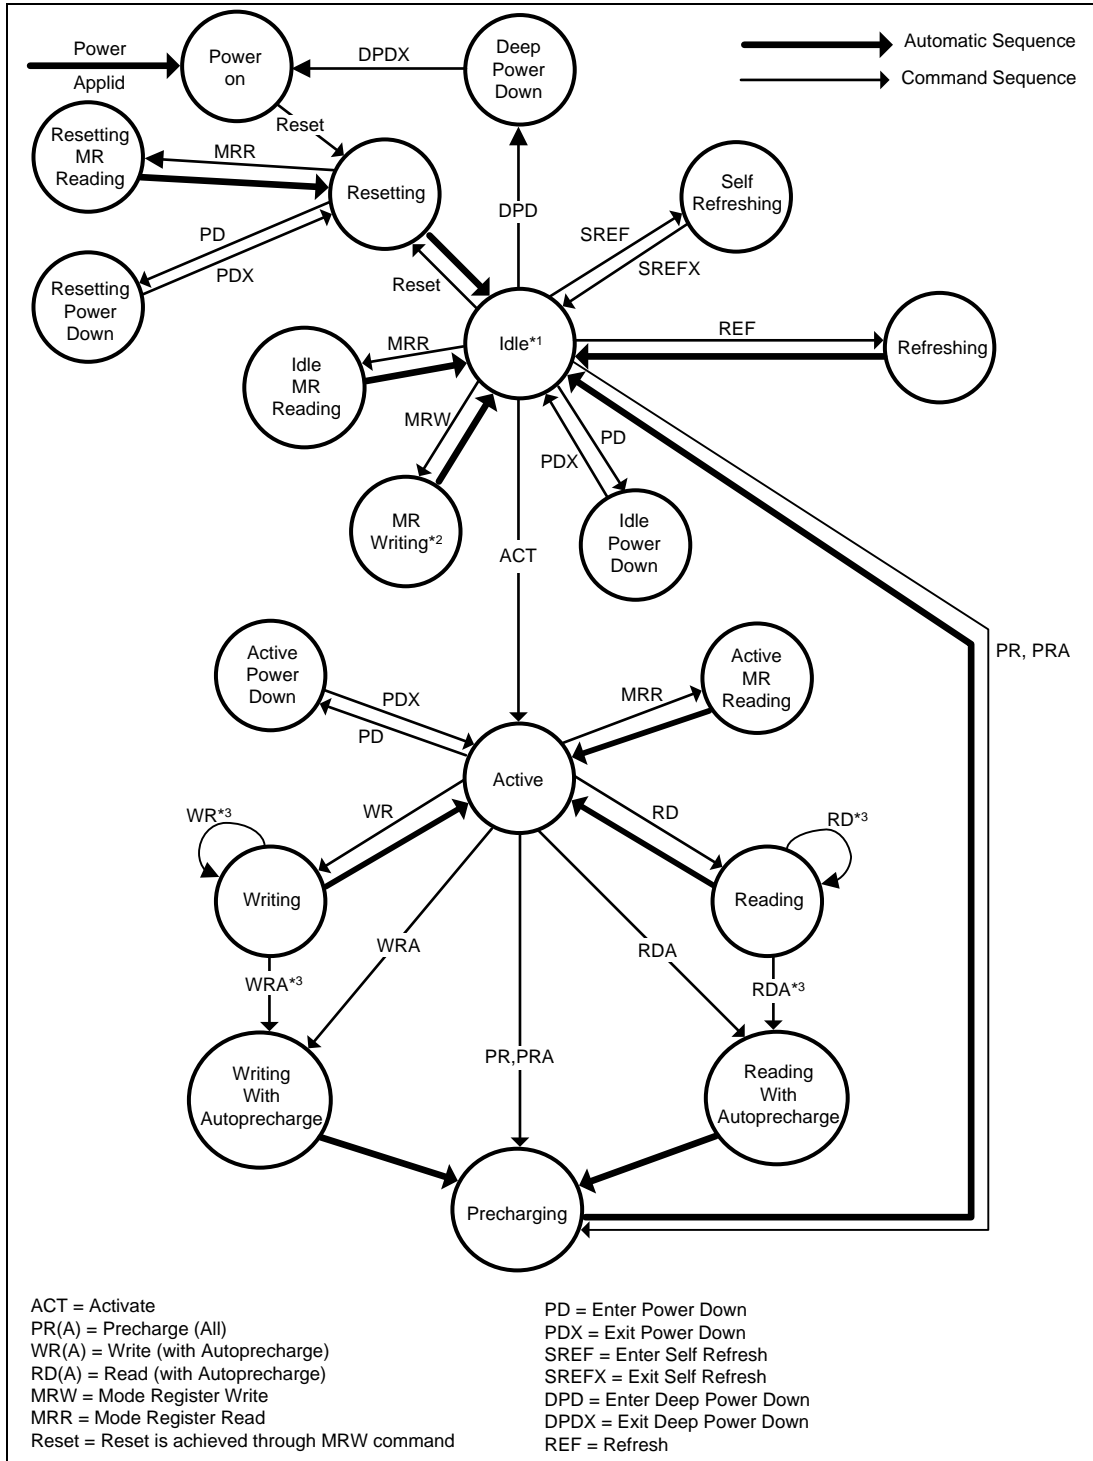 Power
Applid
Power
on
DPDX
Deep
Power
Down
Automatic Sequence
Command Sequence
Reset
Resetting
MR
Reading
MRR
Resetting
DPD
Self
Refreshing
SREF
SREFX
PD
PDX
Reset
Resetting
Power
Down
Idle*1
REF
Refreshing
MRR
Idle
MR
Reading
MRW
PD
PDX
MR
Writing*2
Idle
Power
Down
ACT
PR, PRA
Active
Power
Down
PDX
PD
MRR
Active
MR
Reading
Active
WR*3
WR
RD
RD*3
Writing
Reading
WRA
RDA
WRA*3
RDA*3
PR,PRA
Writing
With
Autoprecharge
Reading
With
Autoprecharge
Precharging
ACT = Activate
PR(A) = Precharge (All)
WR(A) = Write (with Autoprecharge)
RD(A) = Read (with Autoprecharge)
MRW = Mode Register Write
MRR = Mode Register Read
Reset = Reset is achieved through MRW command
PD = Enter Power Down
PDX = Exit Power Down
SREF = Enter Self Refresh
SREFX = Exit Self Refresh
DPD = Enter Deep Power Down
DPDX = Exit Deep Power Down
REF = Refresh